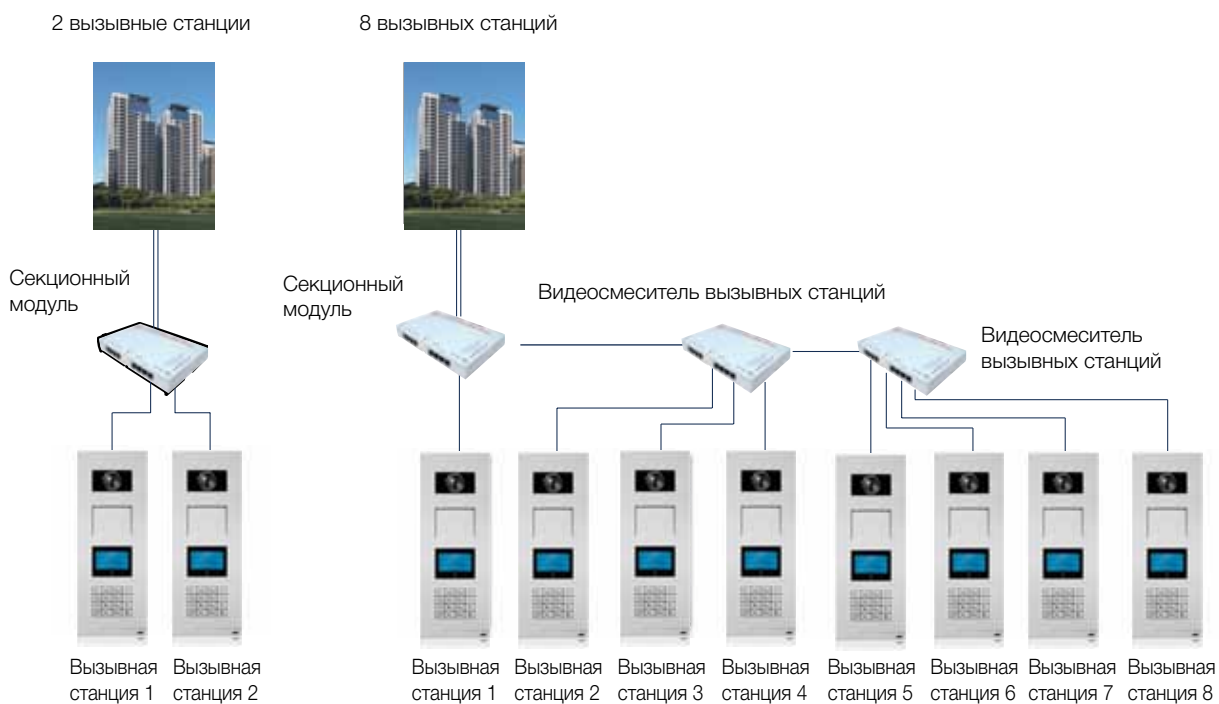 2 вызывные станции
8 вызывных станций
Секционный
модуль
Секционный
модуль
Видеосмеситель вызывных станций
Видеосмеситель
вызывных станций
Вызывная
станция 1
Вызывная
станция 2
Вызывная
станция 1
Вызывная
станция 2
Вызывная
станция 3
Вызывная
станция 4
Вызывная
станция 5
Вызывная
станция 6
Вызывная
станция 7
Вызывная
станция 8